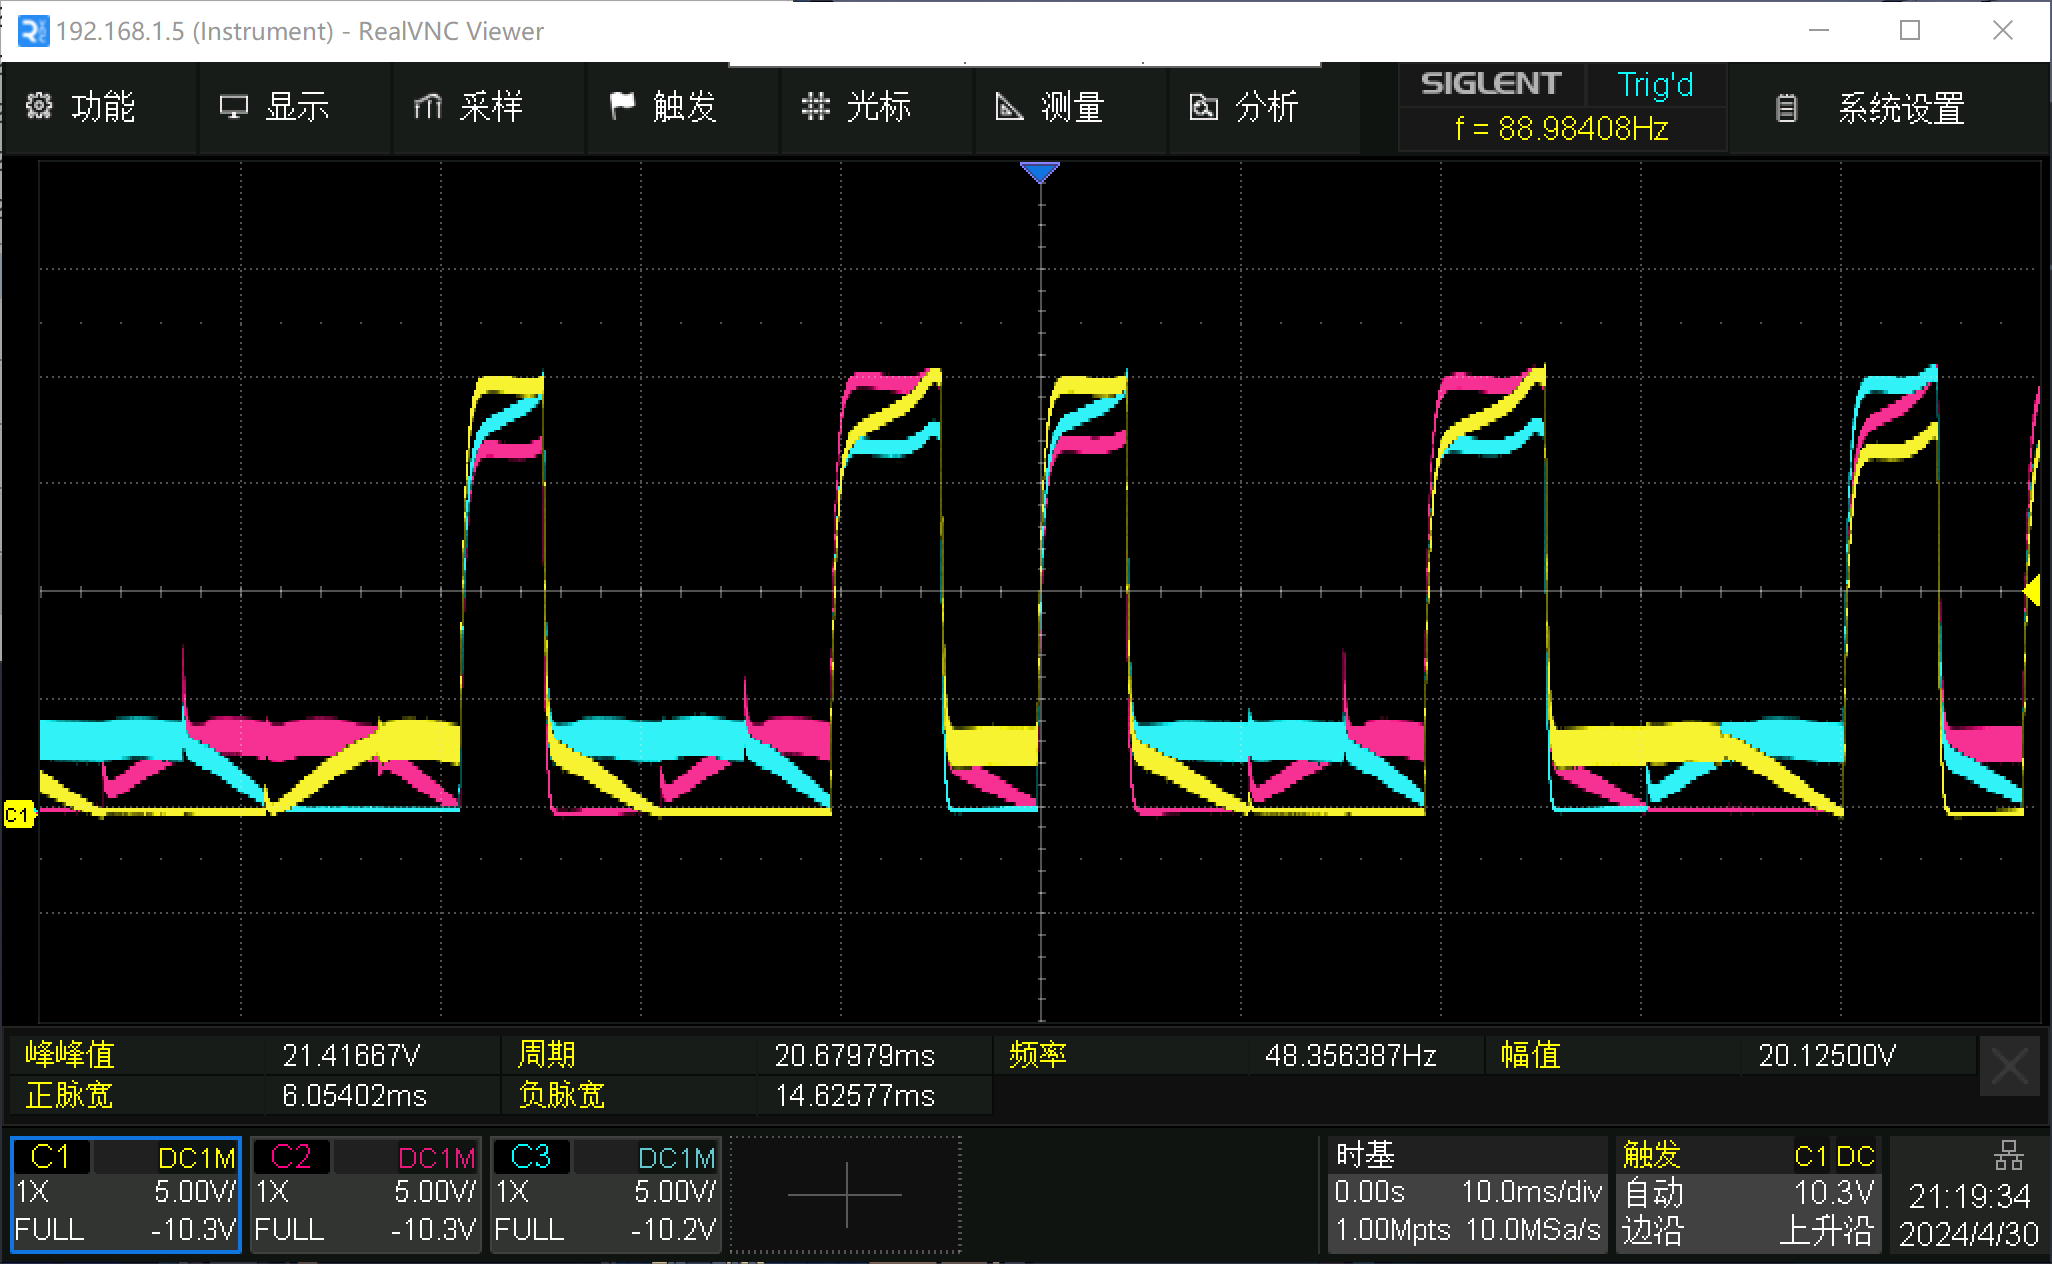 192.168.1.5 (Instrument) - RealVNC Viewer
功能 显示 采样 触发 光标 测量 分析 SIGLENT Trig'd 系统设置
f = 88.98408Hz
C1
峰峰值 21.41667V 周期 20.67979ms 频率 48.356387Hz 幅值 20.12500V
正脉宽 6.05402ms 负脉宽 14.62577ms
C1 DC1M C2 DC1M C3 DC1M 时基 触发 C1 DC
1X 5.00V/ 1X 5.00V/ 1X 5.00V/ 0.00s 10.0ms/div 自动 10.3V 21:19:34
FULL -10.3V FULL -10.3V FULL -10.2V 1.00Mpts 10.0MSa/s 边沿 上升沿 2024/4/30